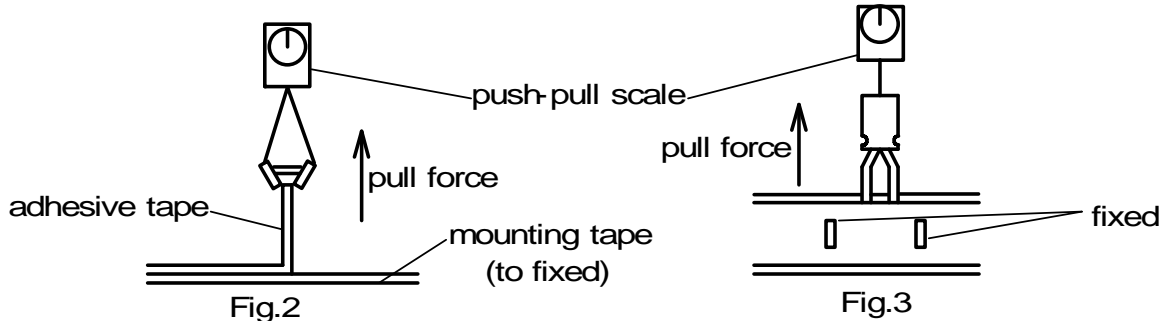 push-pull scale
pull force
adhesive tape
mounting tape
(to fixed)
Fig.2
pull force
fixed
Fig.3